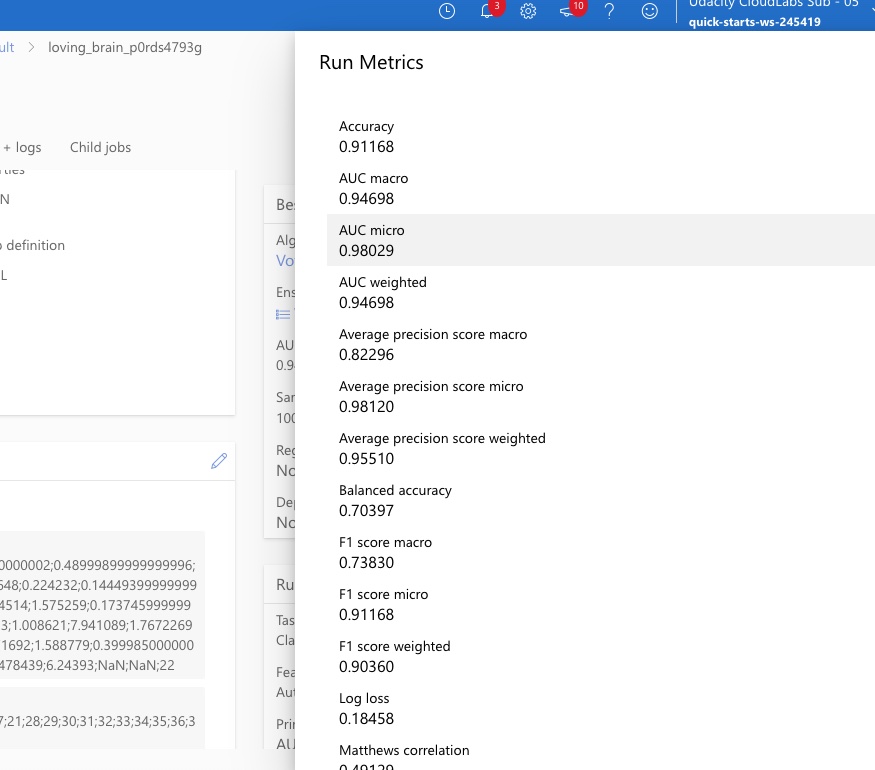 3
10
Udacity CloudLabs Sub - 05
quick-starts-ws-245419
ult > loving_brain_p0rds4793g
+ logs
Child jobs
N
definition
L
0000002;0.48999899999999996;
648;0.224232;0.14449399999999
4514;1.575259;0.173745999999
3;1.008621;7.941089;1.7672269
1692;1.588779;0.399985000000
478439;6.24393;NaN;NaN;22
7;21;28;29;30;31;32;33;34;35;36;3
Be
Alg
Vo
Ens
AU
0.9
Sar
100
Reg
No
De
No
Ru
Tas
Cla
Fea
Aut
Pri
AU
Run Metrics
Accuracy
0.91168
AUC macro
0.94698
AUC micro
0.98029
AUC weighted
0.94698
Average precision score macro
0.82296
Average precision score micro
0.98120
Average precision score weighted
0.95510
Balanced accuracy
0.70397
F1 score macro
0.73830
F1 score micro
0.91168
F1 score weighted
0.90360
Log loss
0.18458
Matthews correlation
0.49129